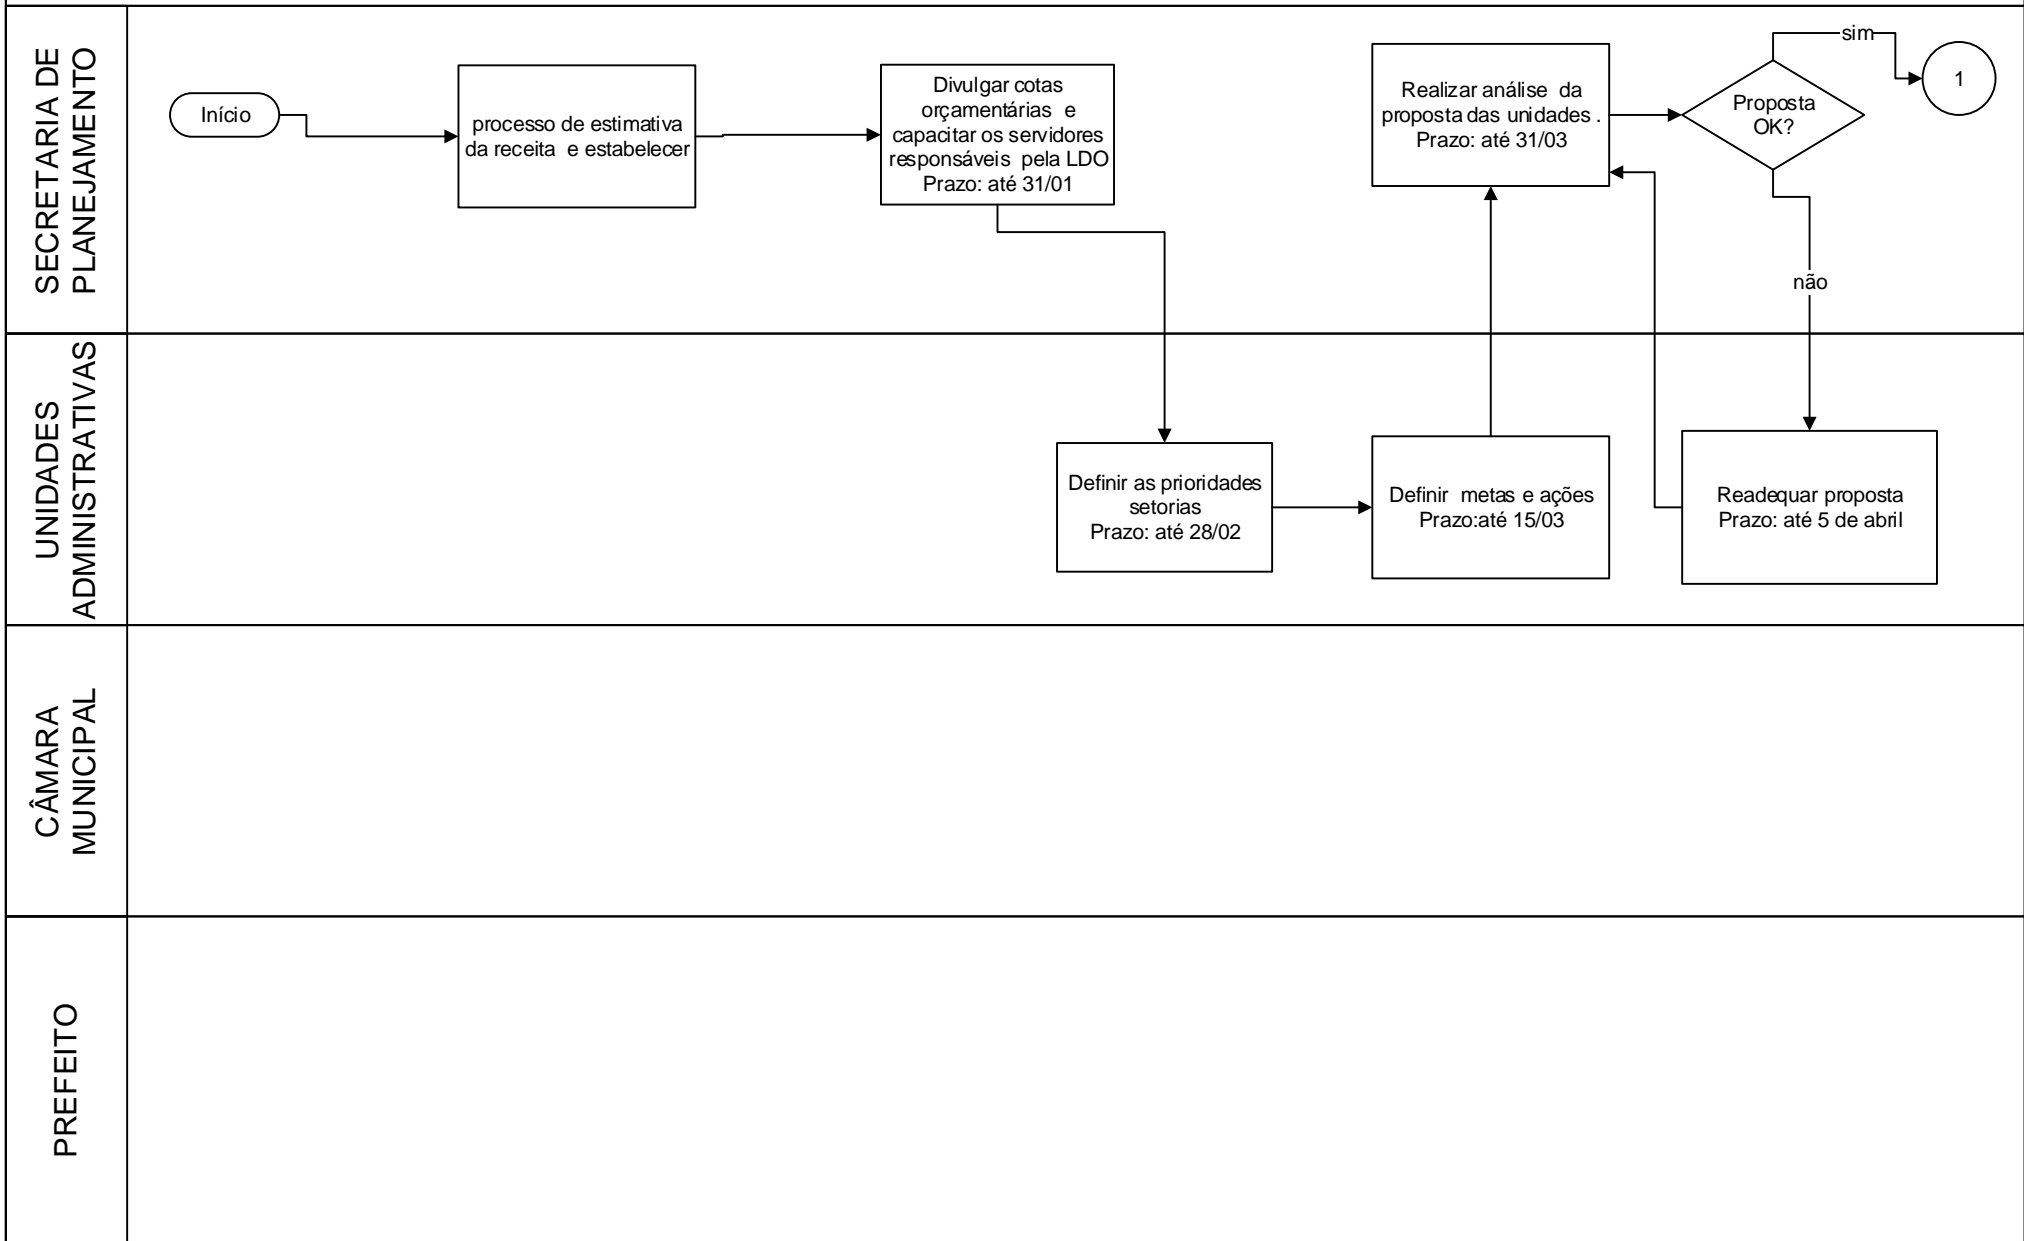 SECRETARIA DE
PLANEJAMENTO
Início
processo de estimativa
da receita e estabelecer
Divulgar cotas
orçamentárias e
capacitar os servidores
responsáveis pela LDO
Prazo: até 31/01
Realizar análise da
proposta das unidades .
Prazo: até 31/03
Proposta
OK?
sim
1
não
UNIDADES
ADMINISTRATIVAS
Definir as prioridades
setorias
Prazo: até 28/02
Definir metas e ações
Prazo:até 15/03
Readequar proposta
Prazo: até 5 de abril
CÂMARA
MUNICIPAL
PREFEITO